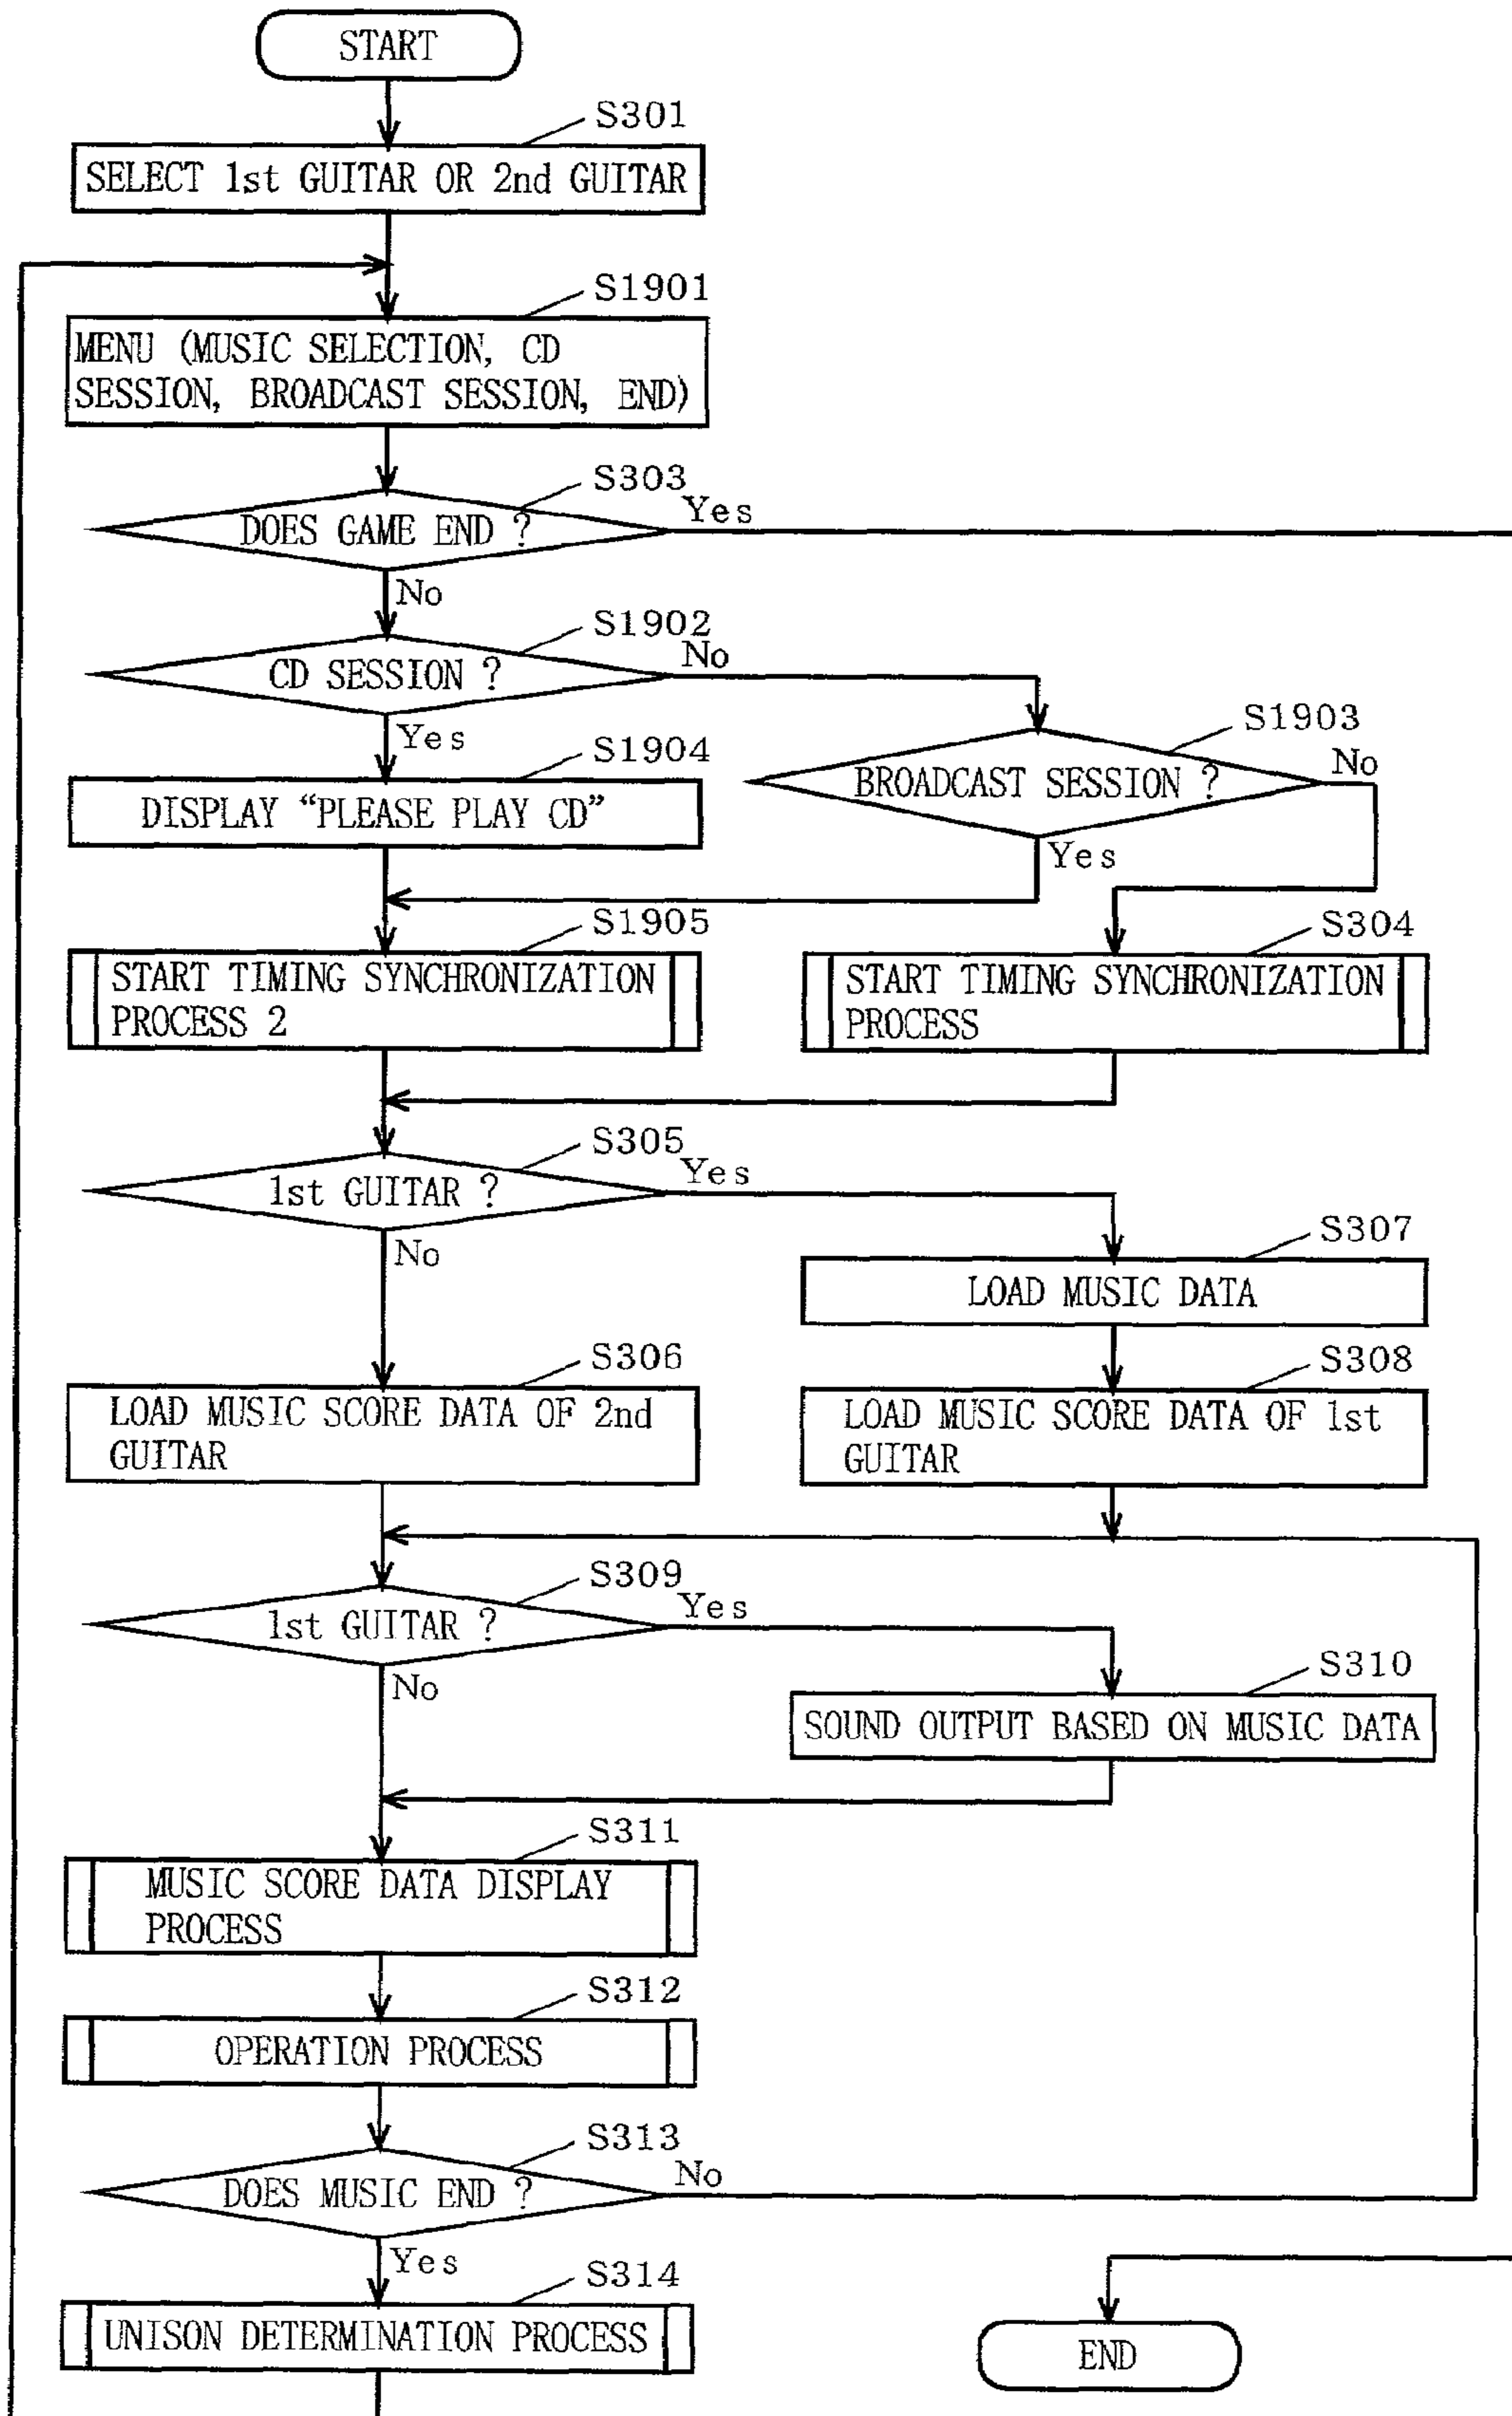 START
S301
SELECT 1st GUITAR OR 2nd GUITAR
S1901
MENU (MUSIC SELECTION, CD
SESSION, BROADCAST SESSION, END)
S303
DOES GAME END ?
Yes
No
S1902
CD SESSION ?
No
Yes
S1903
BROADCAST SESSION ?
No
Yes
S1904
DISPLAY “PLEASE PLAY CD”
S1905
START TIMING SYNCHRONIZATION
PROCESS 2
S304
START TIMING SYNCHRONIZATION
PROCESS
S305
1st GUITAR ?
Yes
No
S307
LOAD MUSIC DATA
S306
LOAD MUSIC SCORE DATA OF 2nd
GUITAR
S308
LOAD MUSIC SCORE DATA OF 1st
GUITAR
S309
1st GUITAR ?
Yes
No
S310
SOUND OUTPUT BASED ON MUSIC DATA
S311
MUSIC SCORE DATA DISPLAY
PROCESS
S312
OPERATION PROCESS
S313
DOES MUSIC END ?
No
Yes
S314
UNISON DETERMINATION PROCESS
END